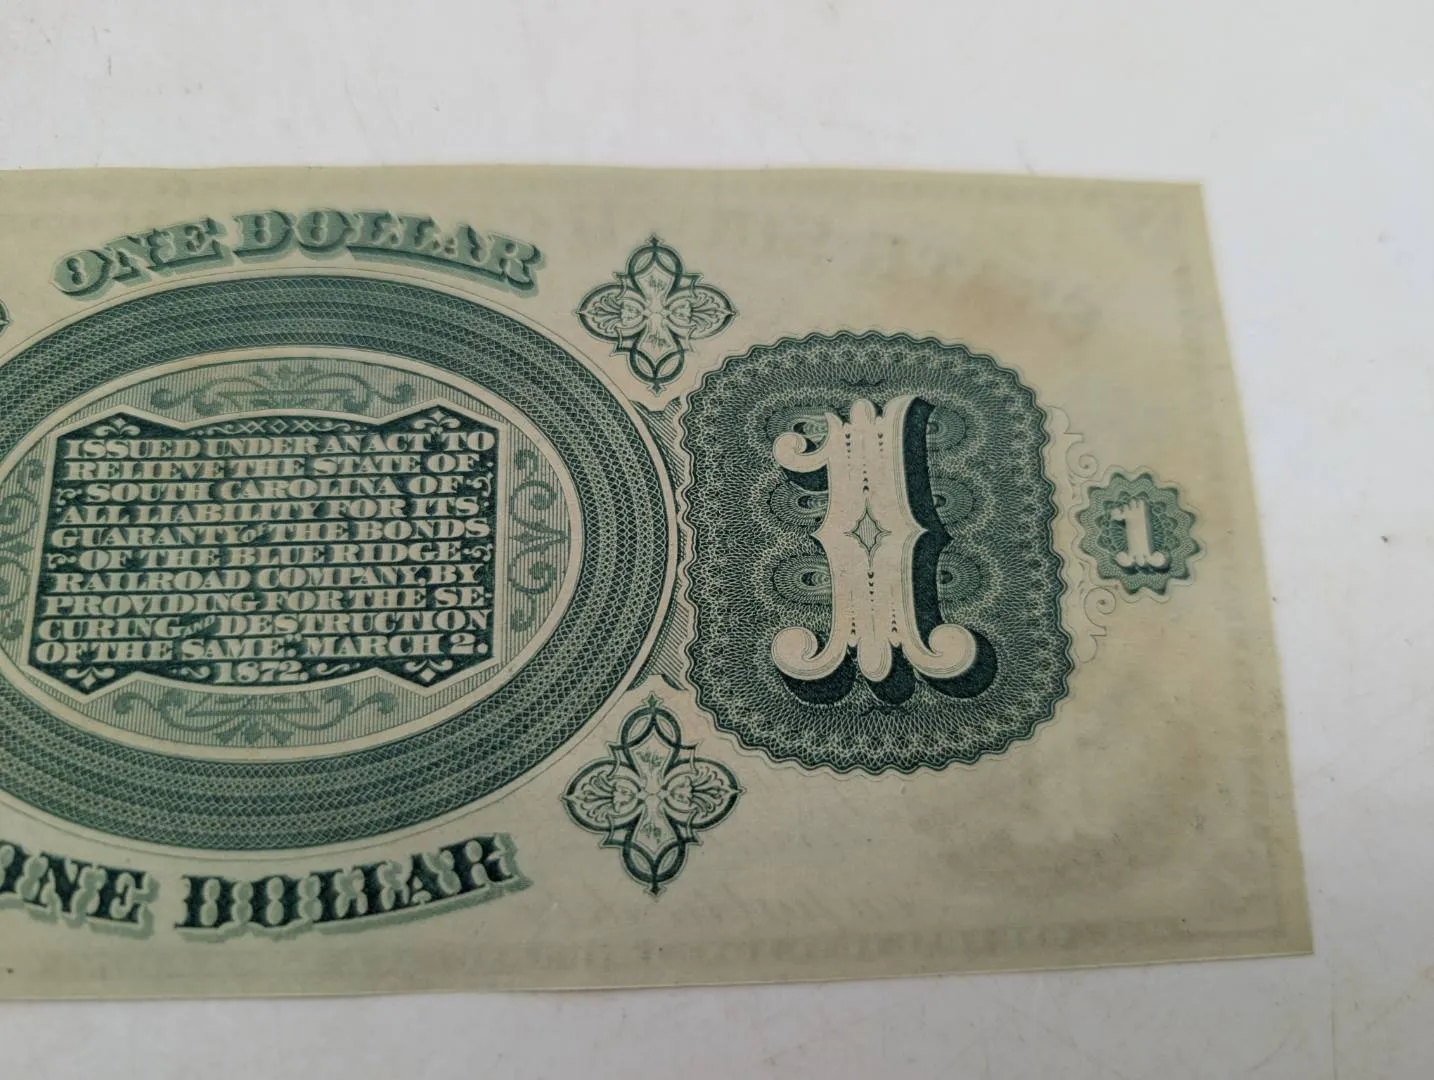 ONE DOLLAR
ISSUED UNDER AN ACT TO
RELIEVE THE STATE OF
SOUTH CAROLINA OF
ALL LIABILITY FOR ITS
GUARANTY OF THE BONDS
OF THE BLUE RIDGE
RAILROAD COMPANY, BY
PROVIDING FOR THE SE-
CURING AND DESTRUCTION
OF THE SAME: MARCH 2.
1872.
1
1
ONE DOLLAR